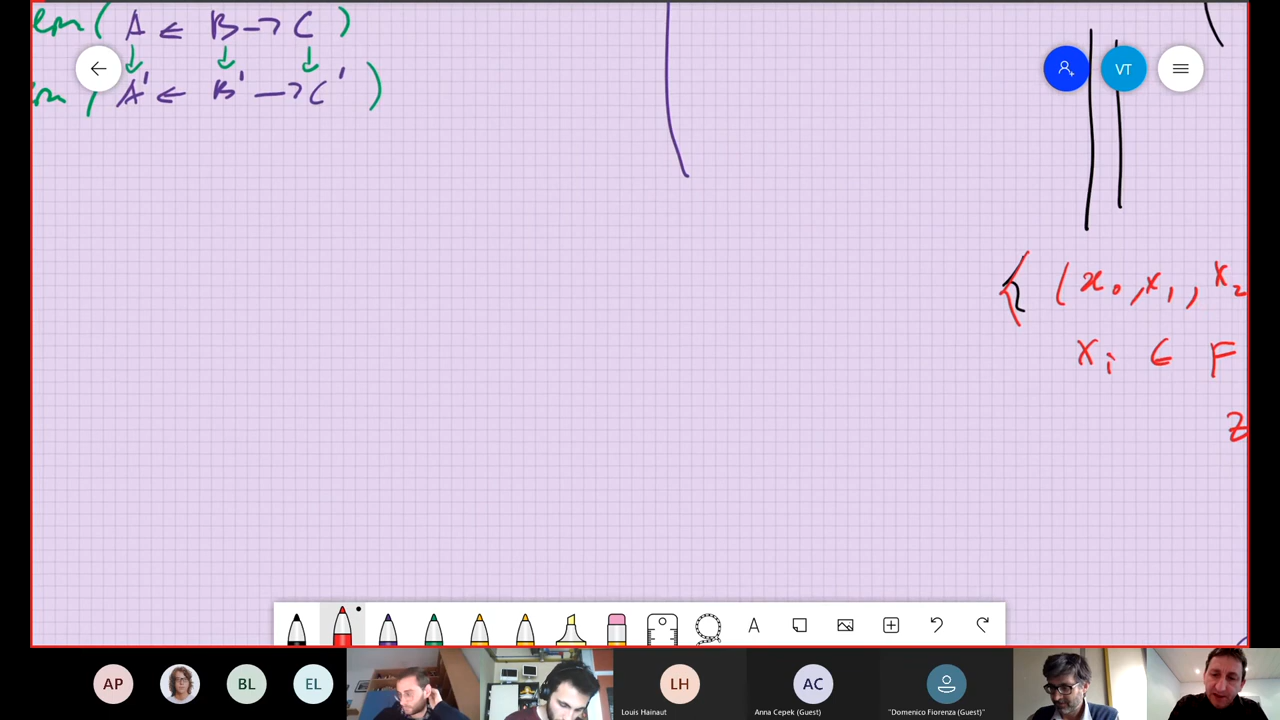 em( A ← B → C )
A' ← B' → C' )
VT
{ (x₀, x₁, x₂
xᵢ ∈ F
Z
A
AP
BL
EL
LH
AC
Louis Hainaut
Anna Cepek (Guest)
"Domenico Fiorenza (Guest)"